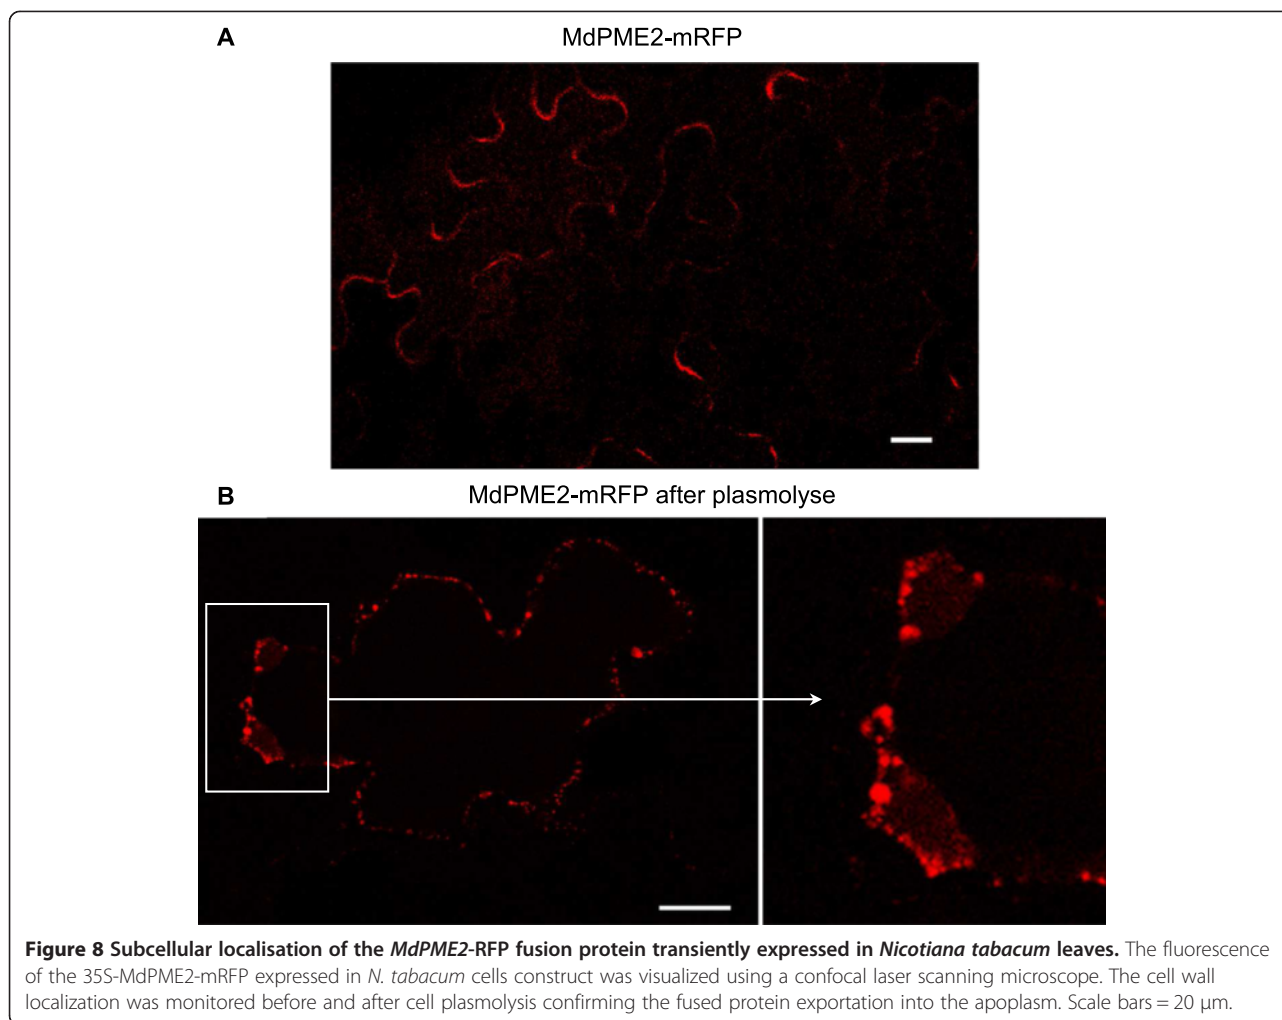 A
MdPME2-mRFP
B
MdPME2-mRFP after plasmolyse
Figure 8 Subcellular localisation of the MdPME2-RFP fusion protein transiently expressed in Nicotiana tabacum leaves. The fluorescence
of the 35S-MdPME2-mRFP expressed in N. tabacum cells construct was visualized using a confocal laser scanning microscope. The cell wall
localization was monitored before and after cell plasmolysis confirming the fused protein exportation into the apoplasm. Scale bars = 20 μm.